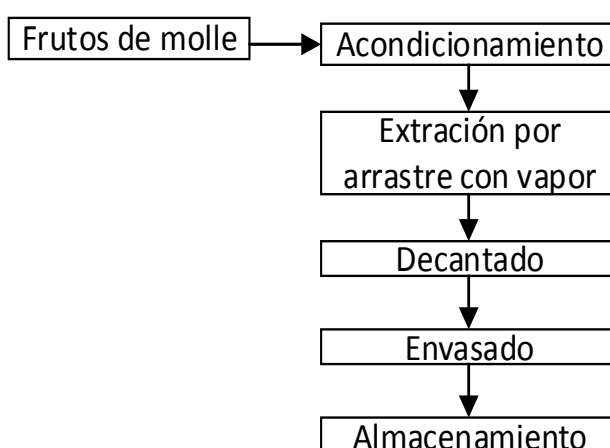 Frutos de molle
Acondicionamiento
Extración por
arrastre con vapor
Decantado
Envasado
Almacenamiento